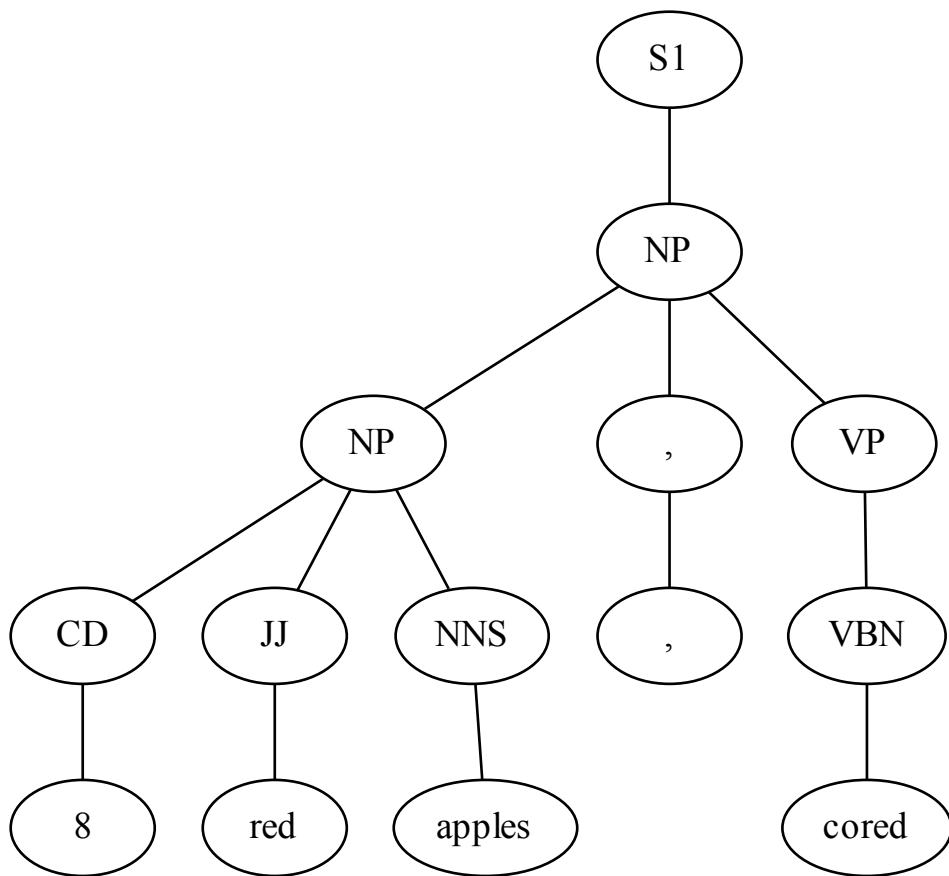 S1
NP
NP , VP
CD JJ NNS , VBN
8 red apples cored